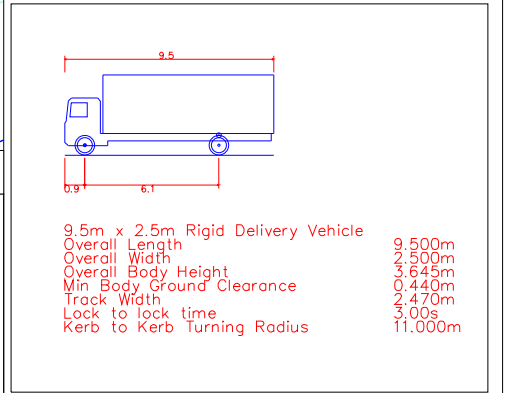 9.5
0.9 6.1
9.5m x 2.5m Rigid Delivery Vehicle
Overall Length 9.500m
Overall Width 2.500m
Overall Body Height 3.645m
Min Body Ground Clearance 0.440m
Track Width 2.470m
Lock to lock time 3.00s
Kerb to Kerb Turning Radius 11.000m